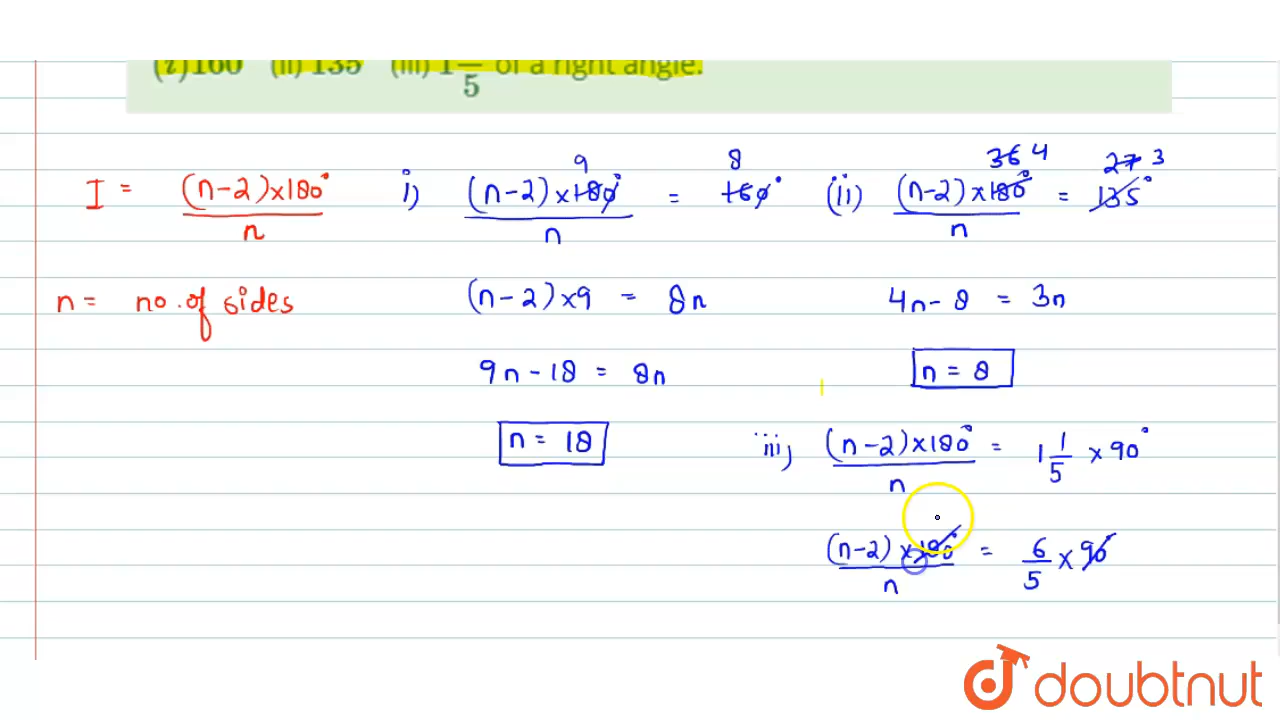 (i)160 (ii) 135 (iii) 1 1/5 of a right angle.
I = (n-2)×180° / n
n = no. of sides
i) (n-2)×180° / n = 160°
9 8
(n-2)×9 = 8n
9n-18 = 8n
n = 18
(ii) (n-2)×180° / n = 135°
36 4 27 3
4n-8 = 3n
n = 8
iii) (n-2)×180° / n = 1 1/5 × 90°
(n-2)×180° / n = 6/5 × 90°
doubtnut